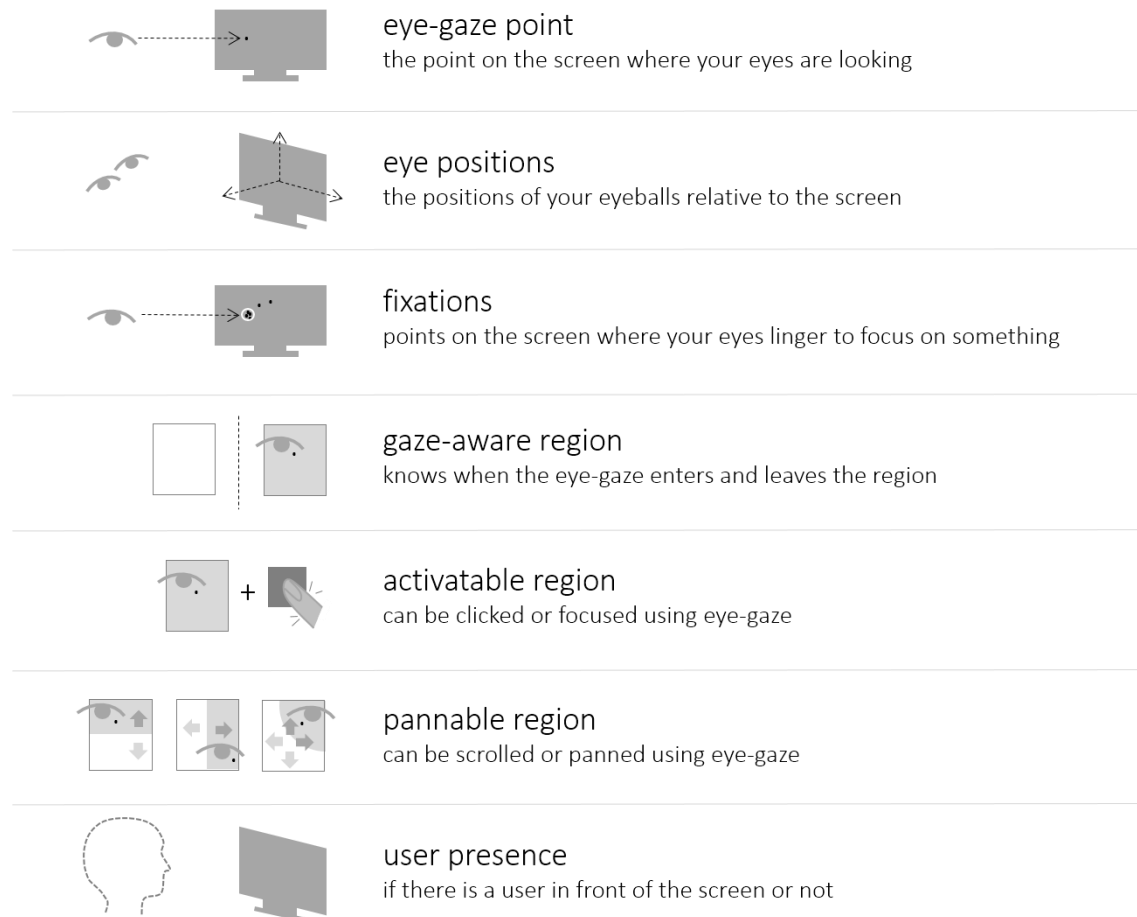 eye-gaze point
the point on the screen where your eyes are looking
eye positions
the positions of your eyeballs relative to the screen
fixations
points on the screen where your eyes linger to focus on something
gaze-aware region
knows when the eye-gaze enters and leaves the region
activatable region
can be clicked or focused using eye-gaze
pannable region
can be scrolled or panned using eye-gaze
user presence
if there is a user in front of the screen or not